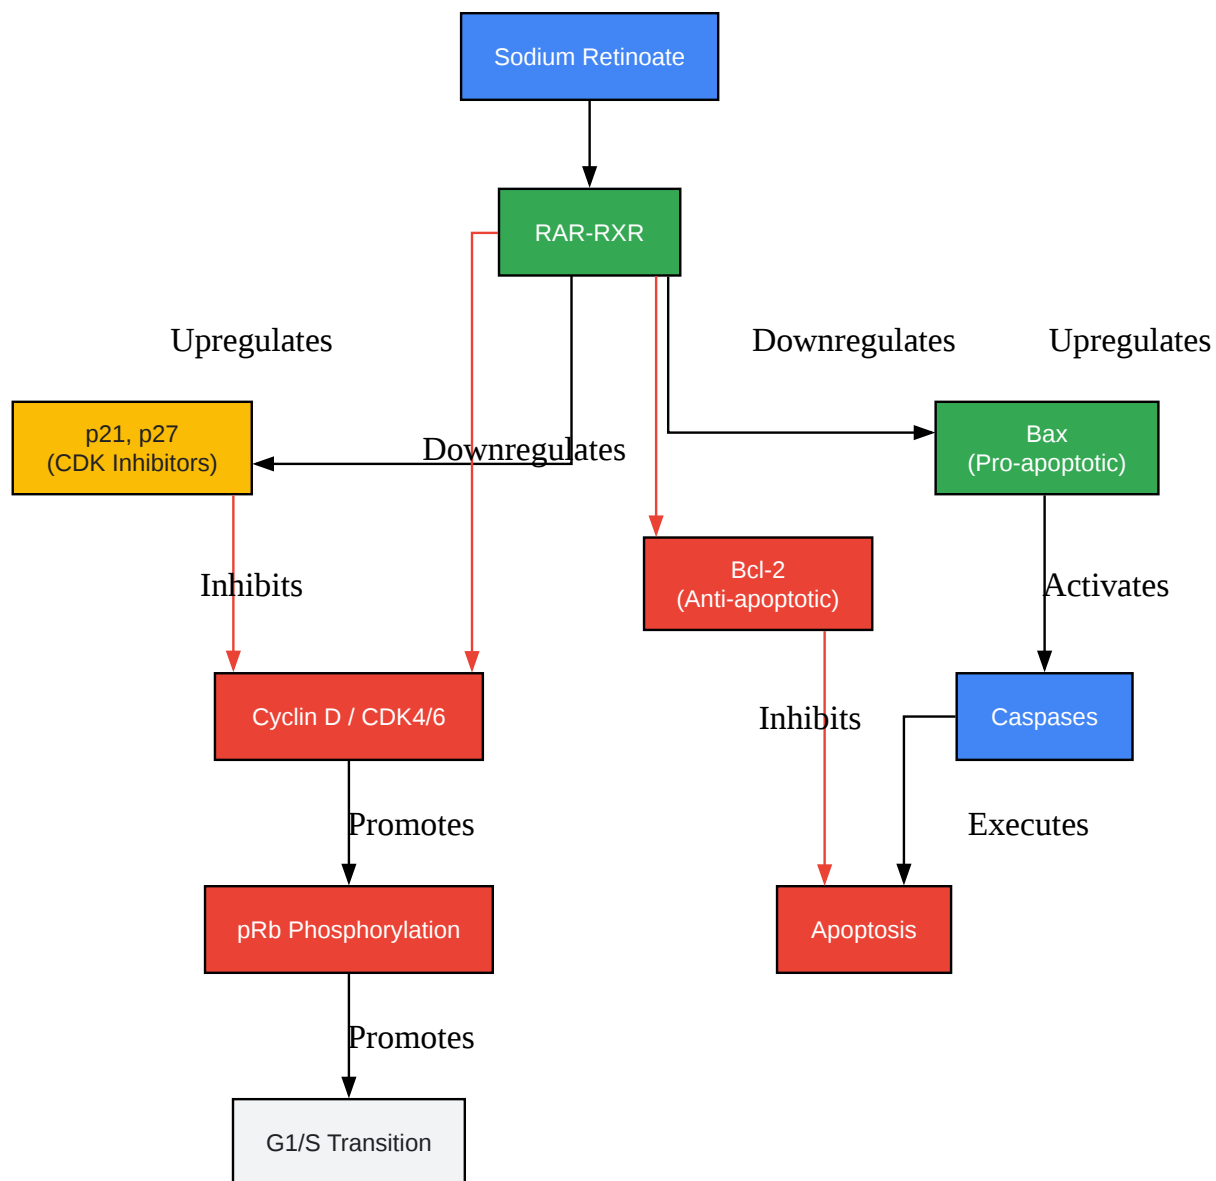 Sodium Retinoate
RAR-RXR
Upregulates
Downregulates
Upregulates
p21, p27
(CDK Inhibitors)
Downregulates
Bax
(Pro-apoptotic)
Inhibits
Bcl-2
(Anti-apoptotic)
Activates
Cyclin D / CDK4/6
Inhibits
Caspases
Promotes
Executes
pRb Phosphorylation
Apoptosis
Promotes
G1/S Transition